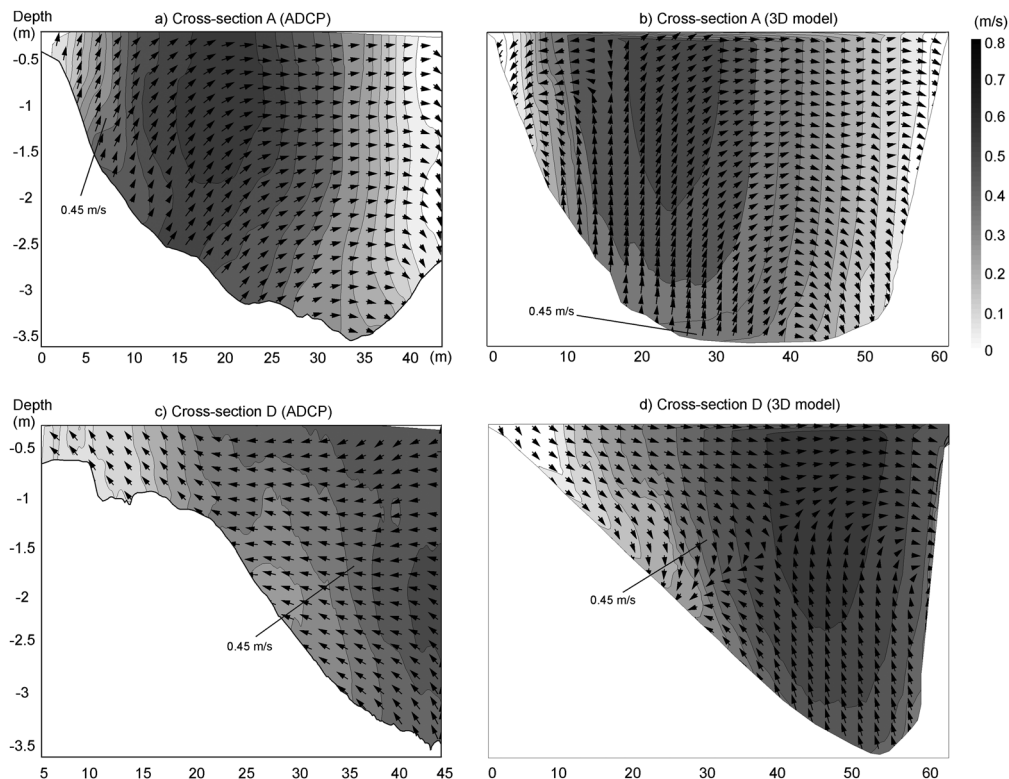 Depth
(m)
a) Cross-section A (ADCP)
b) Cross-section A (3D model)
(m/s)
-0.5
-1
-1.5
-2
-2.5
-3
-3.5
0.45 m/s
0 5 10 15 20 25 30 35 40 (m)
0.45 m/s
0 10 20 30 40 50 60
0.8
0.7
0.6
0.5
0.4
0.3
0.2
0.1
0
Depth
(m)
c) Cross-section D (ADCP)
d) Cross-section D (3D model)
-0.5
-1
-1.5
-2
-2.5
-3
-3.5
0.45 m/s
5 10 15 20 25 30 35 40 45
0.45 m/s
0 10 20 30 40 50 60